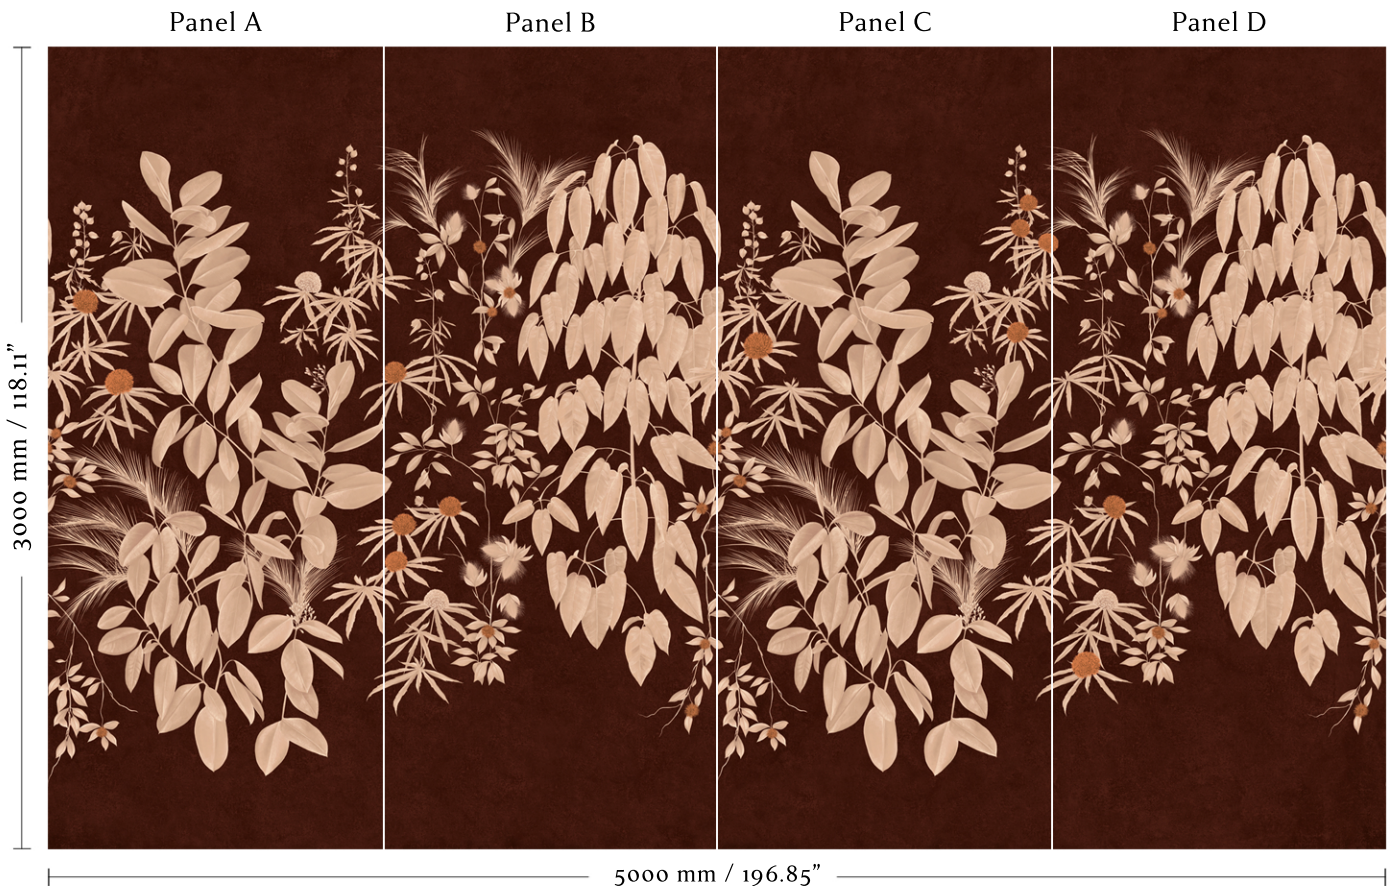 Panel A
Panel B
Panel C
Panel D
3000 mm / 118.11”
5000 mm / 196.85”